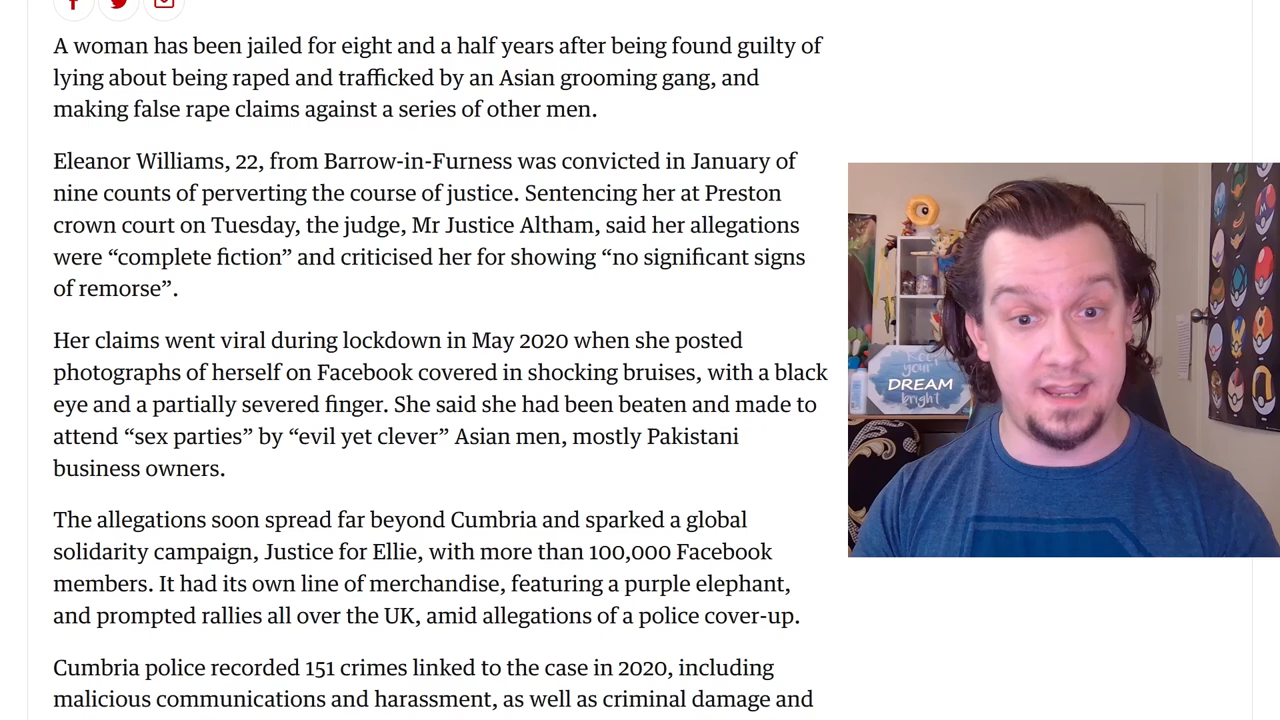 A woman has been jailed for eight and a half years after being found guilty of
lying about being raped and trafficked by an Asian grooming gang, and
making false rape claims against a series of other men.
Eleanor Williams, 22, from Barrow-in-Furness was convicted in January of
nine counts of perverting the course of justice. Sentencing her at Preston
crown court on Tuesday, the judge, Mr Justice Altham, said her allegations
were “complete fiction” and criticised her for showing “no significant signs
of remorse”.
Her claims went viral during lockdown in May 2020 when she posted
photographs of herself on Facebook covered in shocking bruises, with a black
eye and a partially severed finger. She said she had been beaten and made to
attend “sex parties” by “evil yet clever” Asian men, mostly Pakistani
business owners.
The allegations soon spread far beyond Cumbria and sparked a global
solidarity campaign, Justice for Ellie, with more than 100,000 Facebook
members. It had its own line of merchandise, featuring a purple elephant,
and prompted rallies all over the UK, amid allegations of a police cover-up.
Cumbria police recorded 151 crimes linked to the case in 2020, including
malicious communications and harassment, as well as criminal damage and
Keep
your
DREAM
bright